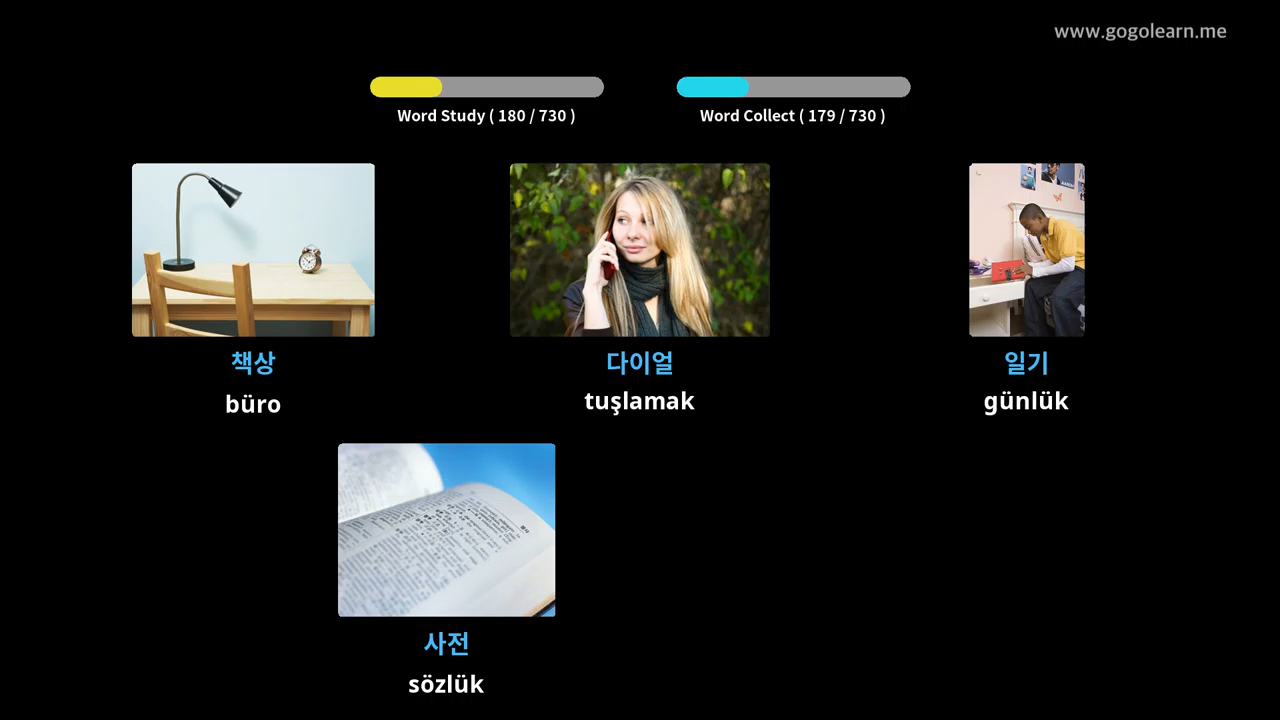 www.gogolearn.me
Word Study ( 180 / 730 )
Word Collect ( 179 / 730 )
책상
büro
다이얼
tuşlamak
일기
günlük
사전
sözlük